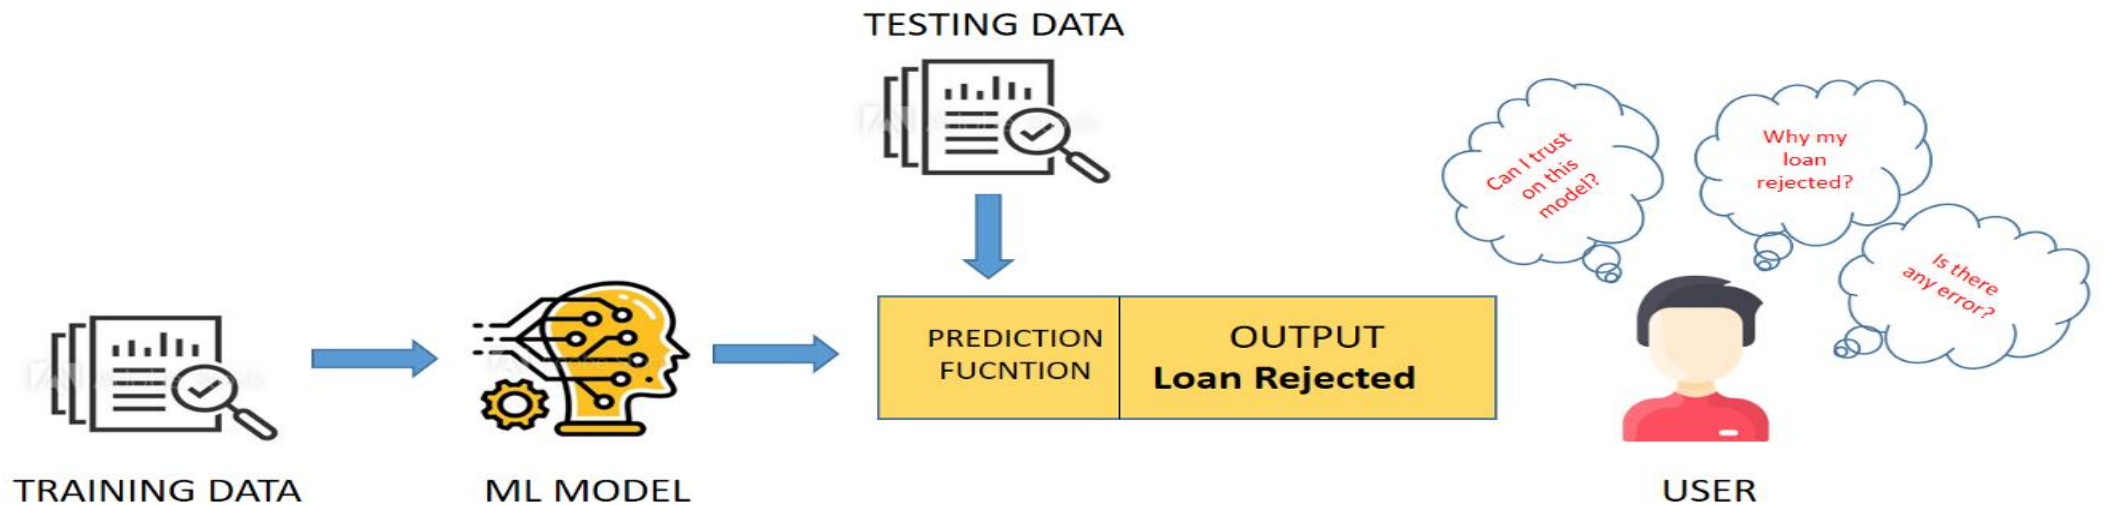 TESTING DATA
Can I trust
on this
model?
Why my
loan
rejected?
Is there
any error?
PREDICTION
FUCNTION
OUTPUT
Loan Rejected
TRAINING DATA
ML MODEL
USER